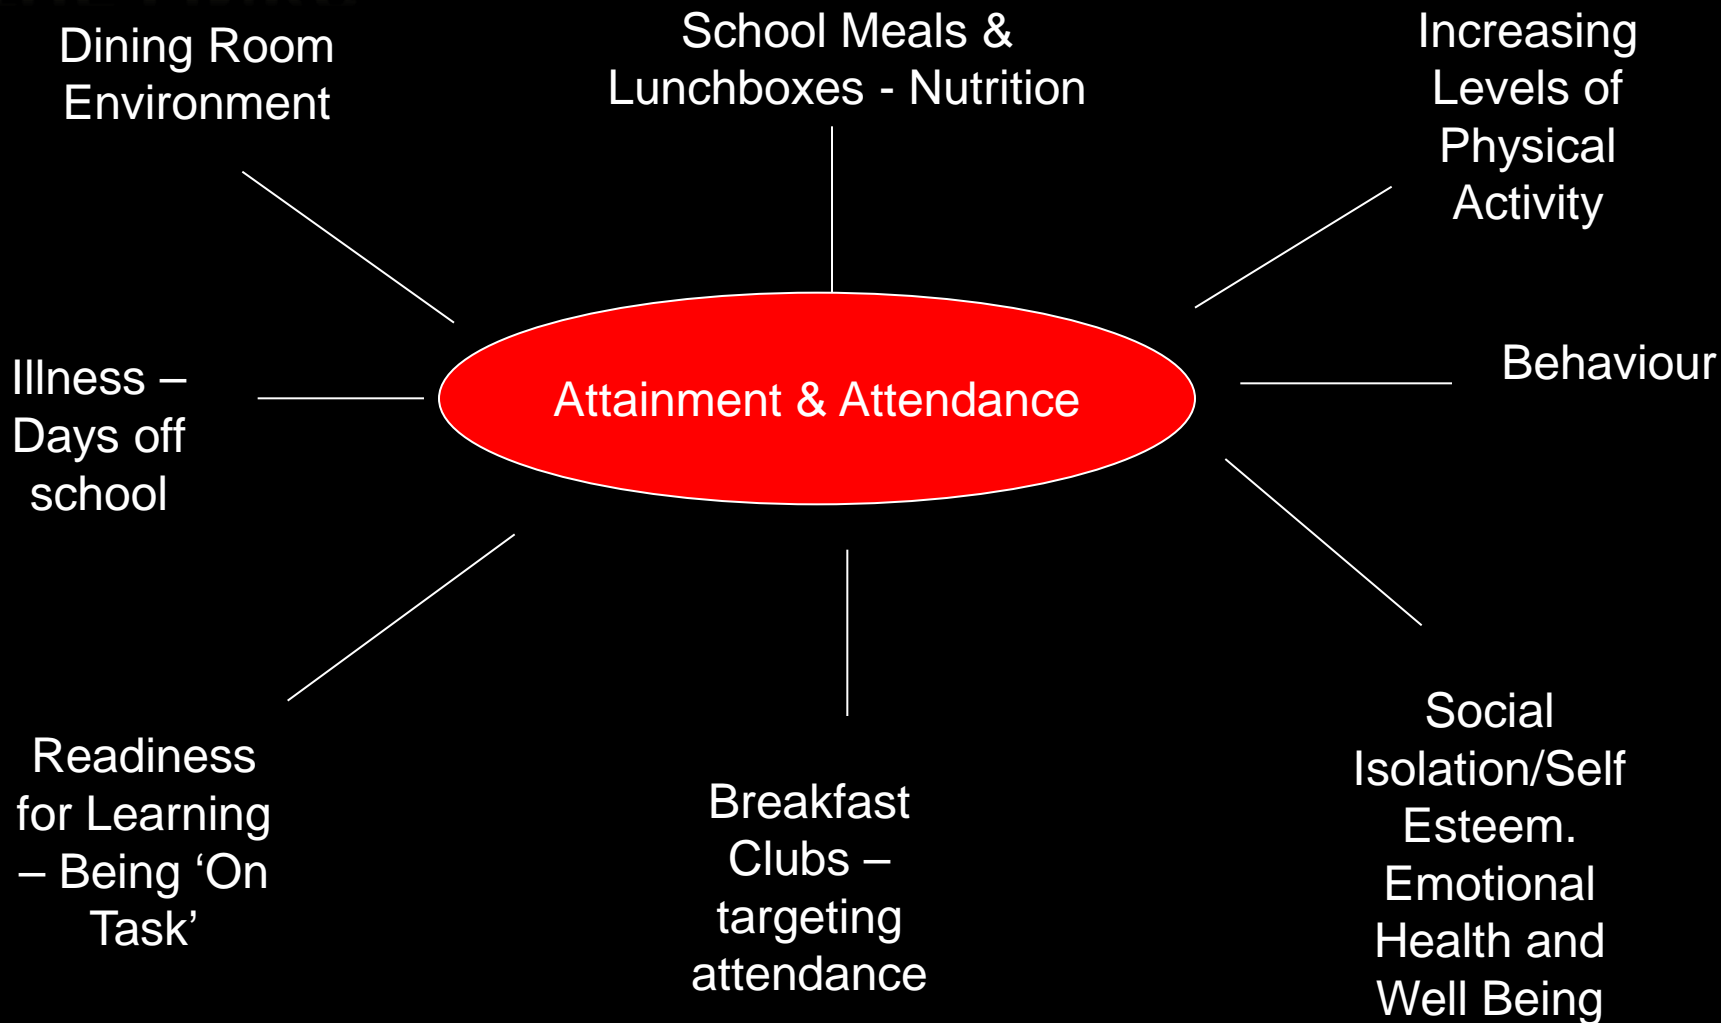 Dining Room
Environment
School Meals &
Lunchboxes - Nutrition
Increasing
Levels of
Physical
Activity
Illness –
Days off
school
Attainment & Attendance
Behaviour
Readiness
for Learning
– Being ‘On
Task’
Breakfast
Clubs –
targeting
attendance
Social
Isolation/Self
Esteem.
Emotional
Health and
Well Being